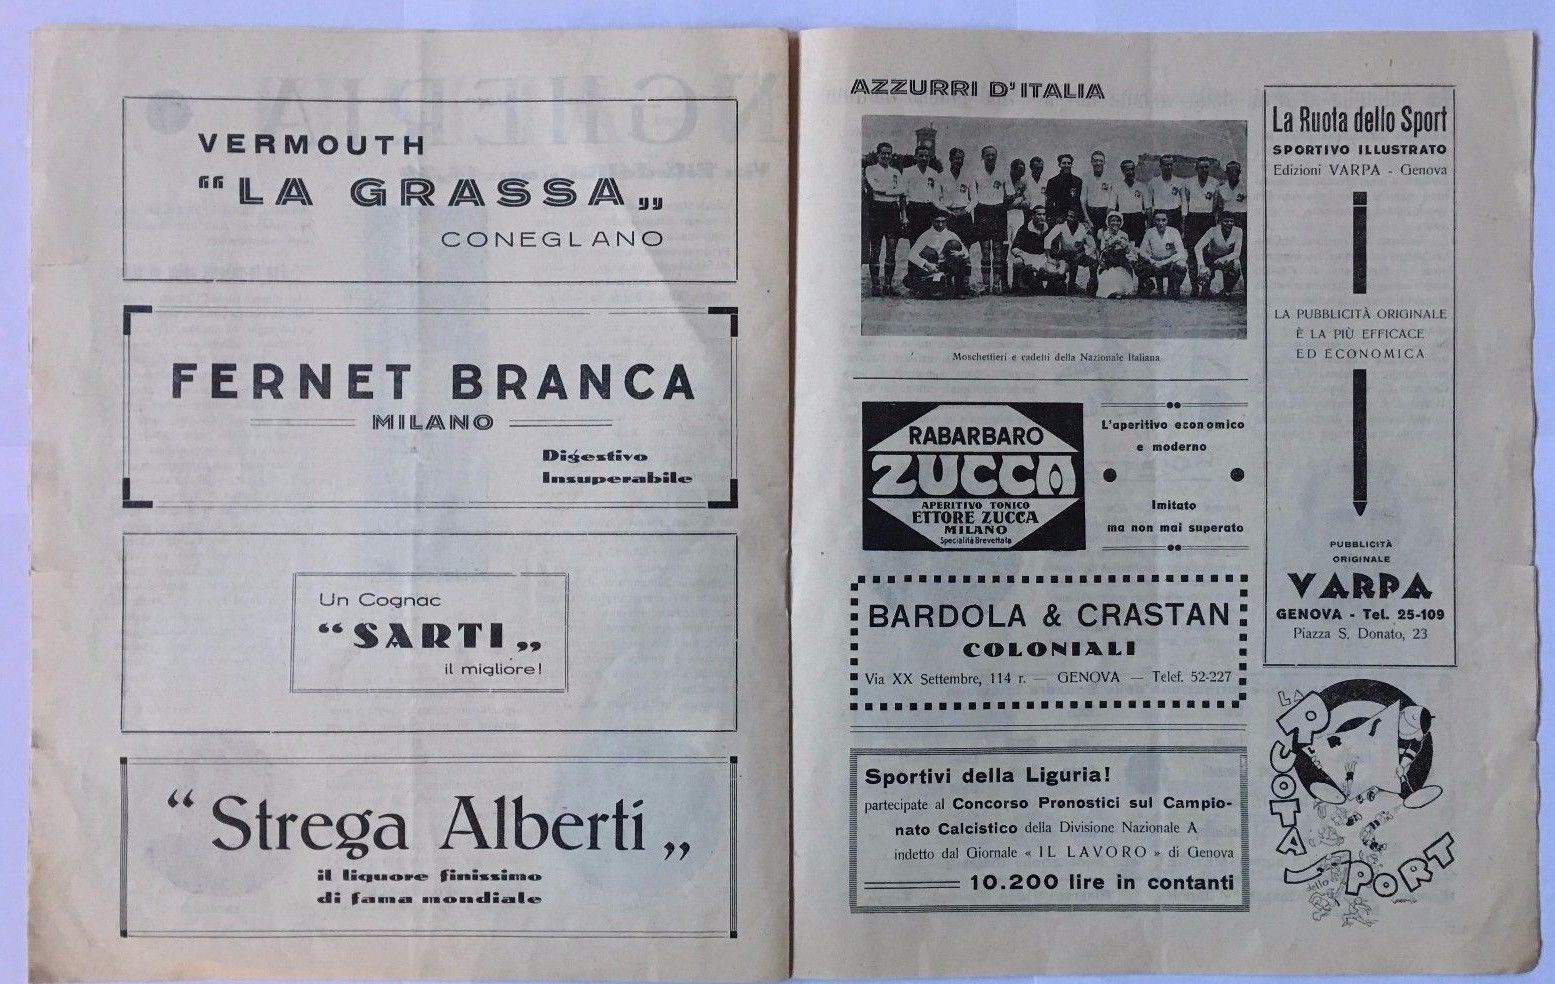 VERMOUTH
"LA GRASSA„
CONEGLANO
FERNET BRANCA
MILANO
Digestivo
Insuperabile
Un Cognac
“SARTI„
il migliore!
“Strega Alberti„
il liquore finissimo
di fama mondiale
AZZURRI D'ITALIA
Moschettieri e cadetti della Nazionale Italiana
RABARBARO
ZUCCA
APERITIVO TONICO
ETTORE ZUCCA
MILANO
Specialità Brevettata
L'aperitivo economico
e moderno
Imitato
ma non mai superato
BARDOLA & CRASTAN
COLONIALI
Via XX Settembre, 114 r. — GENOVA — Telef. 52-227
Sportivi della Liguria!
partecipate al Concorso Pronostici sul Campio-
nato Calcistico della Divisione Nazionale A
indetto dal Giornale « IL LAVORO » di Genova
10.200 lire in contanti
La Ruota dello Sport
SPORTIVO ILLUSTRATO
Edizioni VARPA - Genova
LA PUBBLICITÀ ORIGINALE
È LA PIÙ EFFICACE
ED ECONOMICA
PUBBLICITÀ
ORIGINALE
VARPA
GENOVA - Tel. 25-109
Piazza S. Donato, 23
LA
RUOTA
dello
SPORT